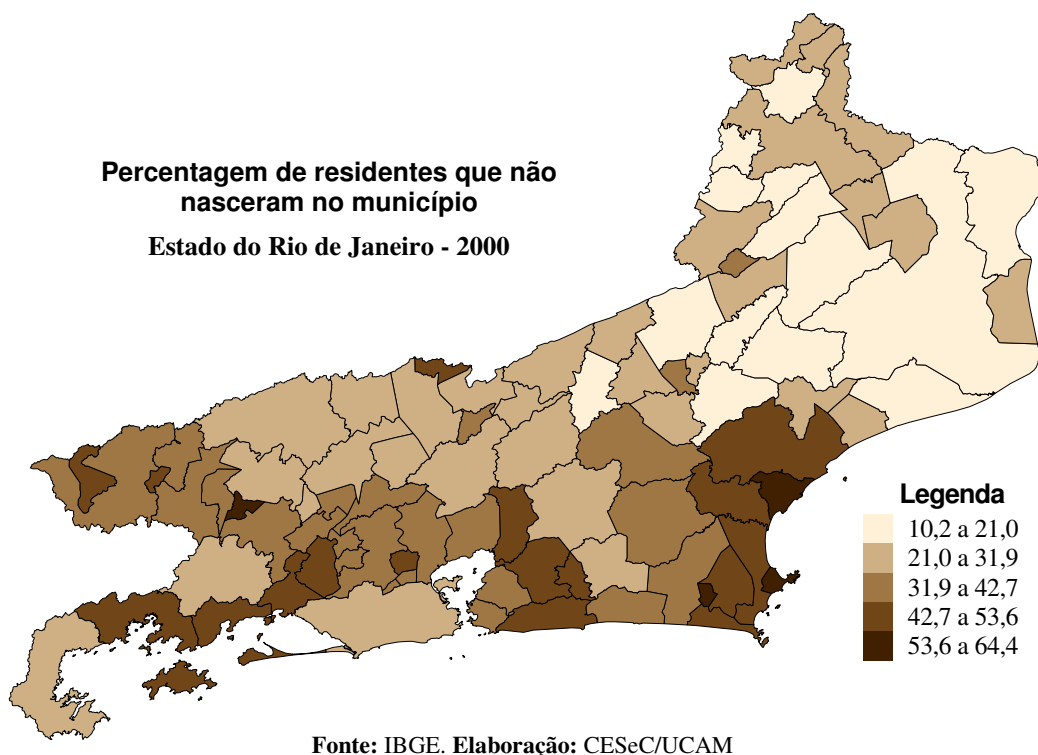 Percentagem de residentes que não
nasceram no município
Estado do Rio de Janeiro - 2000
Legenda
10,2 a 21,0
21,0 a 31,9
31,9 a 42,7
42,7 a 53,6
53,6 a 64,4
Fonte: IBGE. Elaboração: CESeC/UCAM